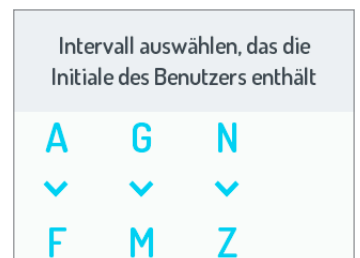 Intervall auswählen, das die
Initiale des Benutzers enthält
A G N
F M Z